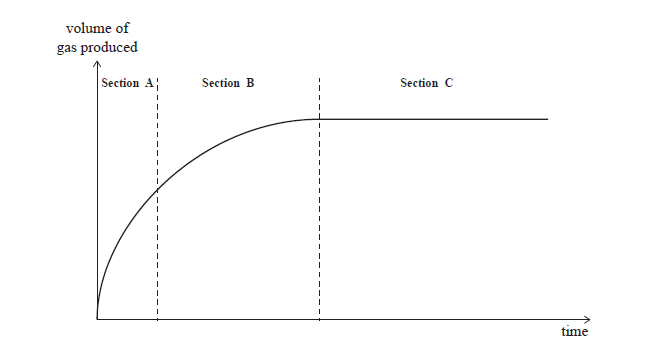 volume of
gas produced
Section A
Section B
Section C
time